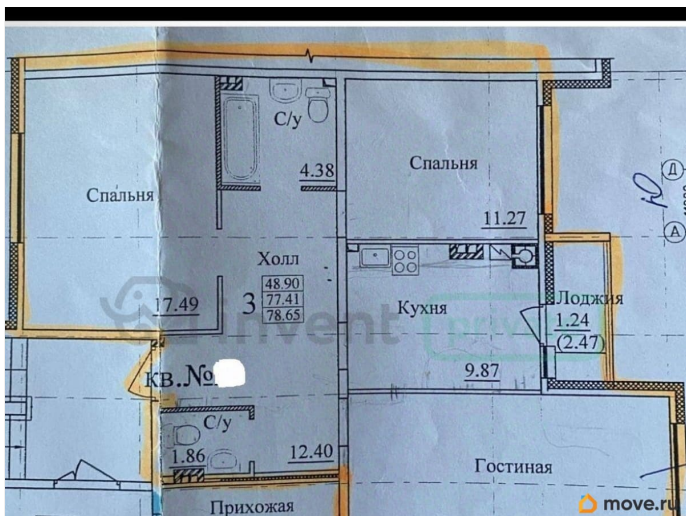 С/у
4.38
Спальня
11.27
Спальня
17.49
Холл
3
48.90
77.41
78.65
Кухня
9.87
Лоджия
1.24
(2.47)
Д
А
Ю
invent
кв.№
С/у
1.86
12.40
Гостиная
Прихожая
move.ru